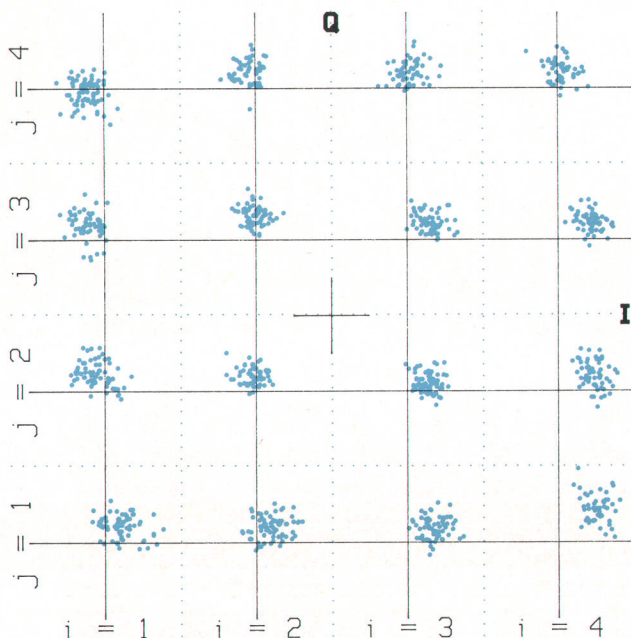 Q
j = 4
j = 3
I
j = 2
j = 1
i = 1
i = 2
i = 3
i = 4